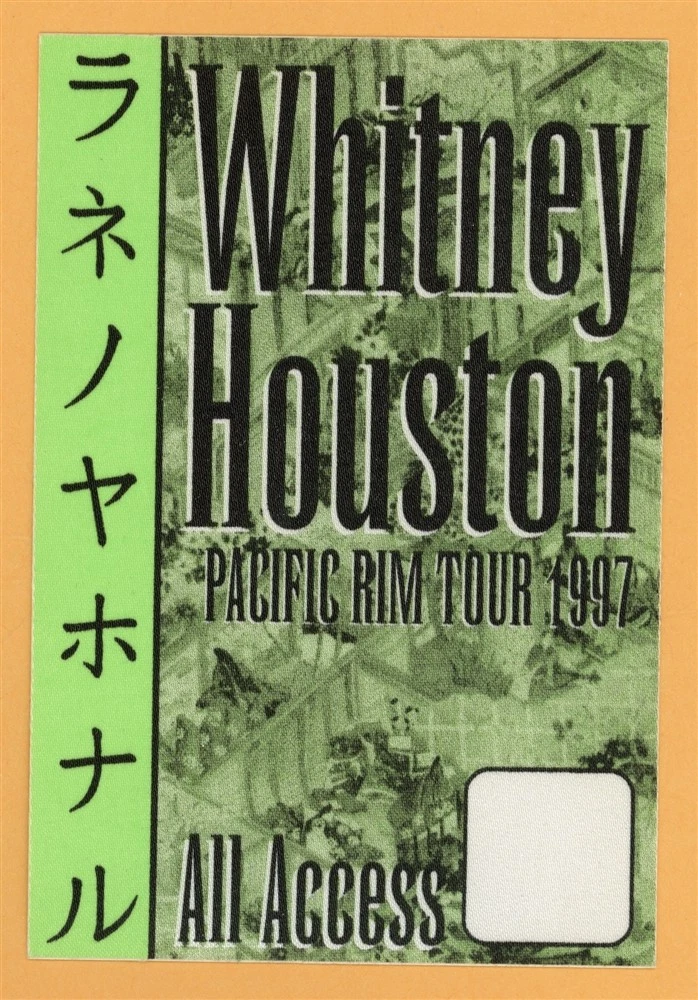 ラネノヤホナル
Whitney
Houston
PACIFIC RIM TOUR 1997
All Access